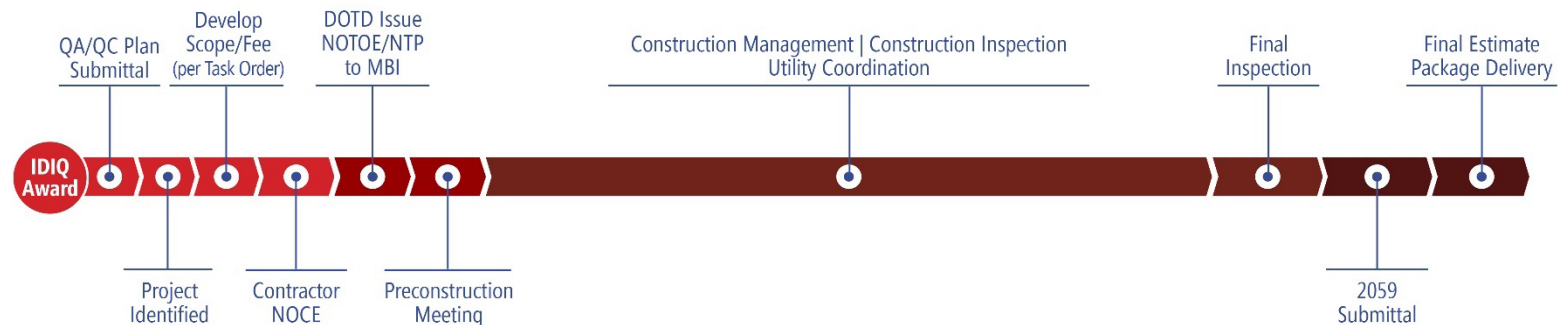 IDIQ
Award
QA/QC Plan
Submittal
Project
Identified
Develop
Scope/Fee
(per Task Order)
Contractor
NOCE
DOTD Issue
NOTOE/NTP
to MBI
Preconstruction
Meeting
Construction Management | Construction Inspection
Utility Coordination
Final
Inspection
2059
Submittal
Final Estimate
Package Delivery